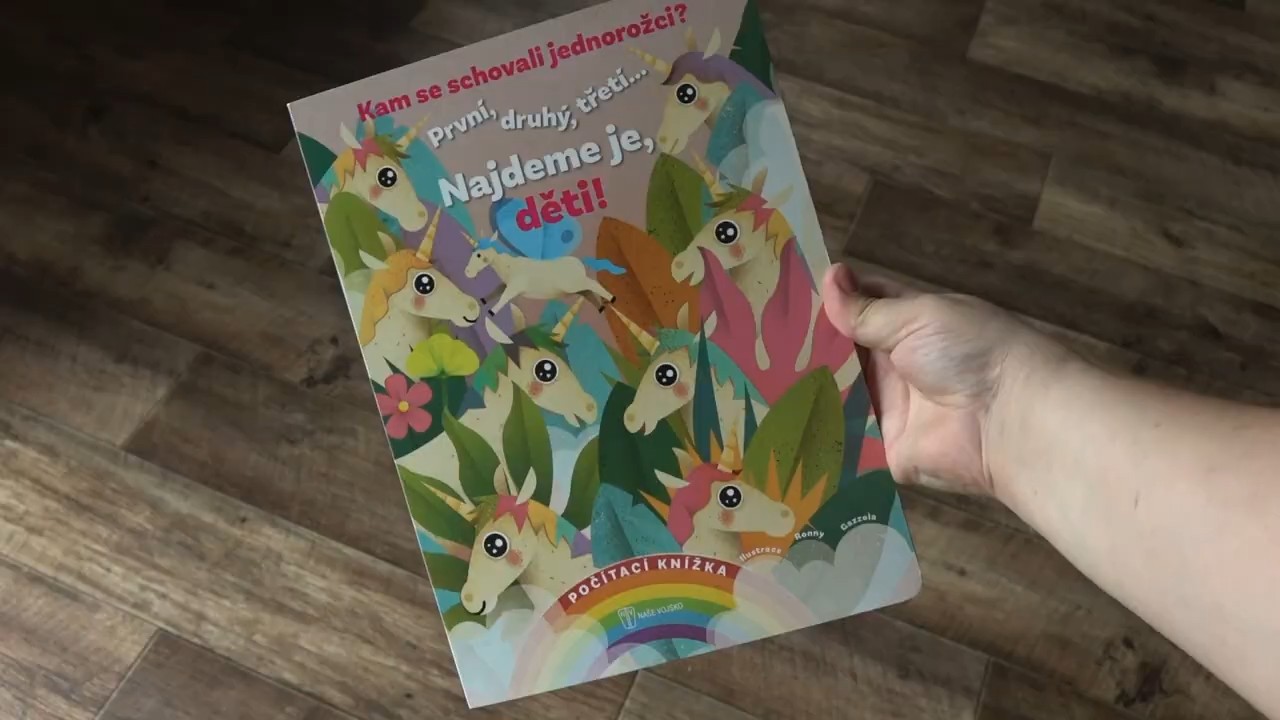 Kam se schovali jednorožci?
První, druhý, třetí...
Najdeme je,
děti!
Ilustrace Ronny Gazzola
POČÍTACÍ KNÍŽKA
NAŠE VOJSKO